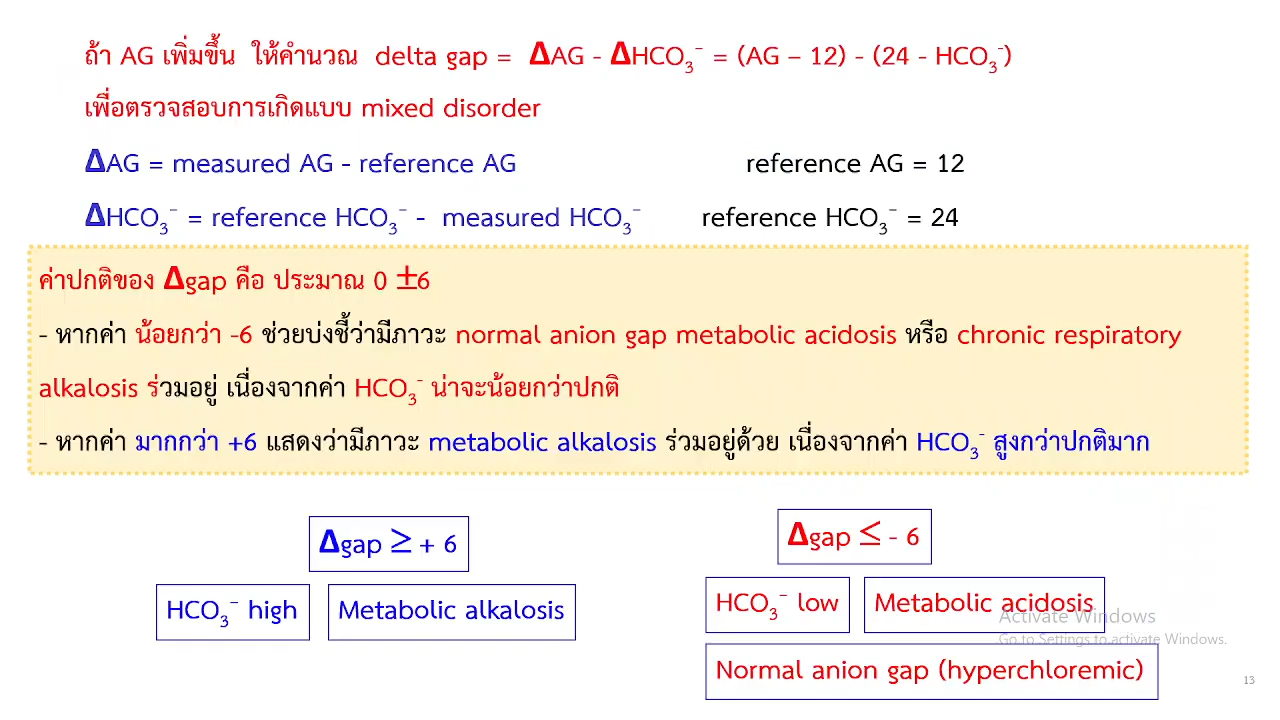 ถ้า AG เพิ่มขึ้น ให้คำนวณ delta gap = ΔAG - ΔHCO₃⁻ = (AG – 12) - (24 - HCO₃⁻)
เพื่อตรวจสอบการเกิดแบบ mixed disorder
ΔAG = measured AG - reference AG reference AG = 12
ΔHCO₃⁻ = reference HCO₃⁻ - measured HCO₃⁻ reference HCO₃⁻ = 24
ค่าปกติของ Δgap คือ ประมาณ 0 ±6
- หากค่า น้อยกว่า -6 ช่วยบ่งชี้ว่ามีภาวะ normal anion gap metabolic acidosis หรือ chronic respiratory
alkalosis ร่วมอยู่ เนื่องจากค่า HCO₃⁻ น่าจะน้อยกว่าปกติ
- หากค่า มากกว่า +6 แสดงว่ามีภาวะ metabolic alkalosis ร่วมอยู่ด้วย เนื่องจากค่า HCO₃⁻ สูงกว่าปกติมาก
Δgap ≥ + 6
HCO₃⁻ high Metabolic alkalosis
Δgap ≤ - 6
HCO₃⁻ low Metabolic acidosis
Normal anion gap (hyperchloremic)
Activate Windows
Go to Settings to activate Windows.
13